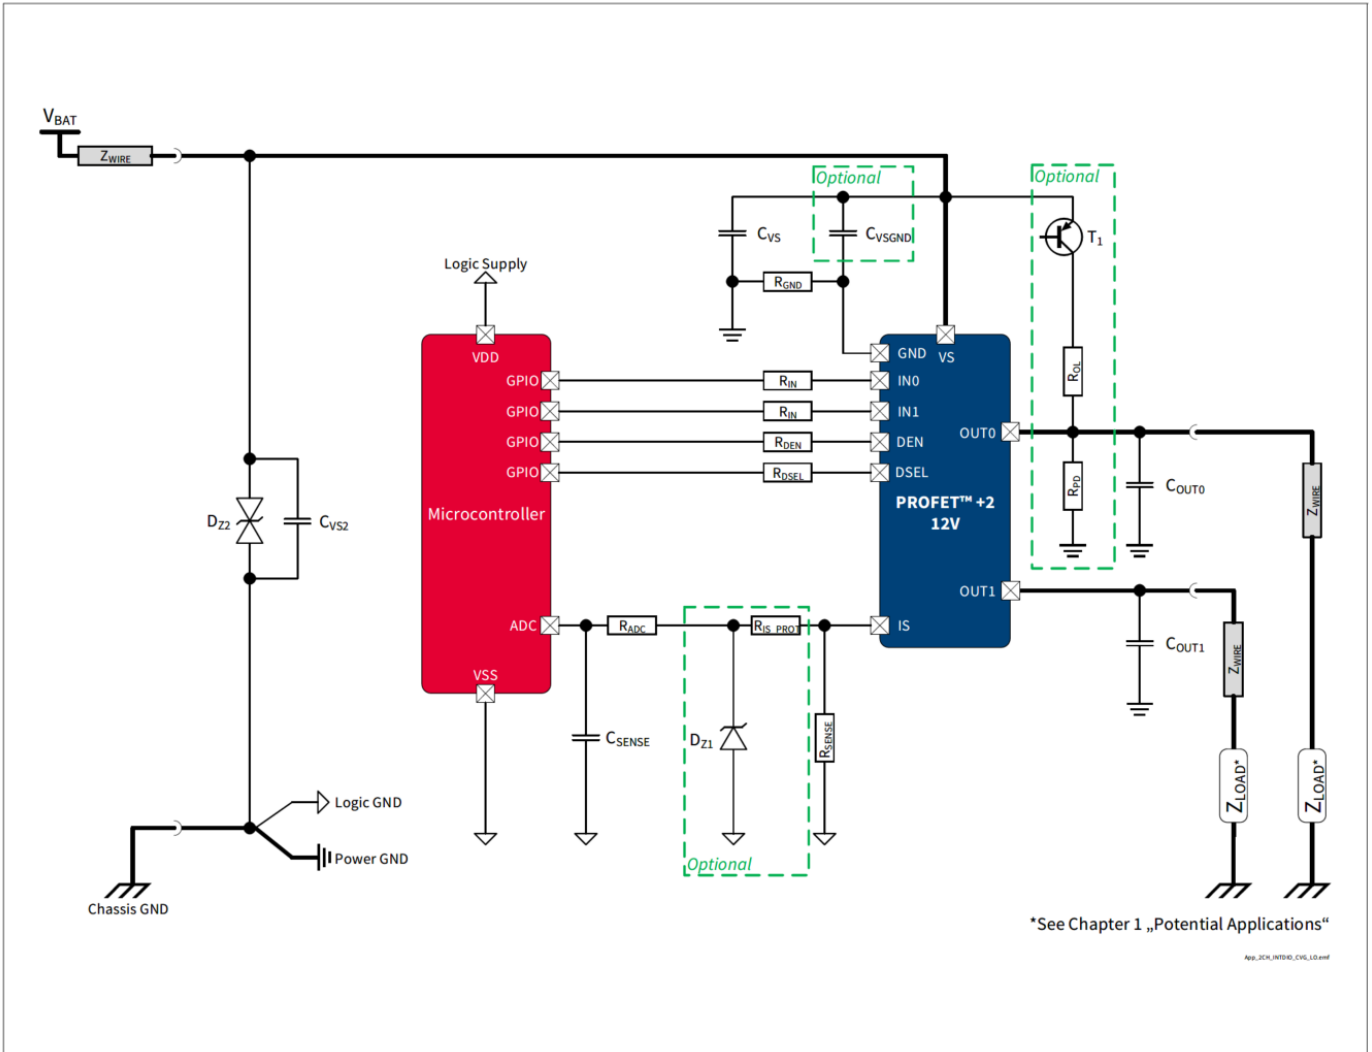 VBAT
ZWIRE
Optional
Optional
CVS
CVSGND
T1
Logic Supply
RGND
VDD
GND
VS
GPIO
RIN
IN0
ROL
GPIO
RIN
IN1
OUT0
GPIO
RDEN
DEN
GPIO
RDSEL
DSEL
RPD
COUT0
ZWIRE
DZ2
CVS2
Microcontroller
PROFET™ +2
12V
OUT1
ADC
RADC
RIS_PROT
IS
COUT1
ZWIRE
VSS
CSENSE
DZ1
RSENSE
ZLOAD*
ZLOAD*
Logic GND
Power GND
Optional
Chassis GND
*See Chapter 1 „Potential Applications“
App_2CH_INTDIO_CVG_LO.emf